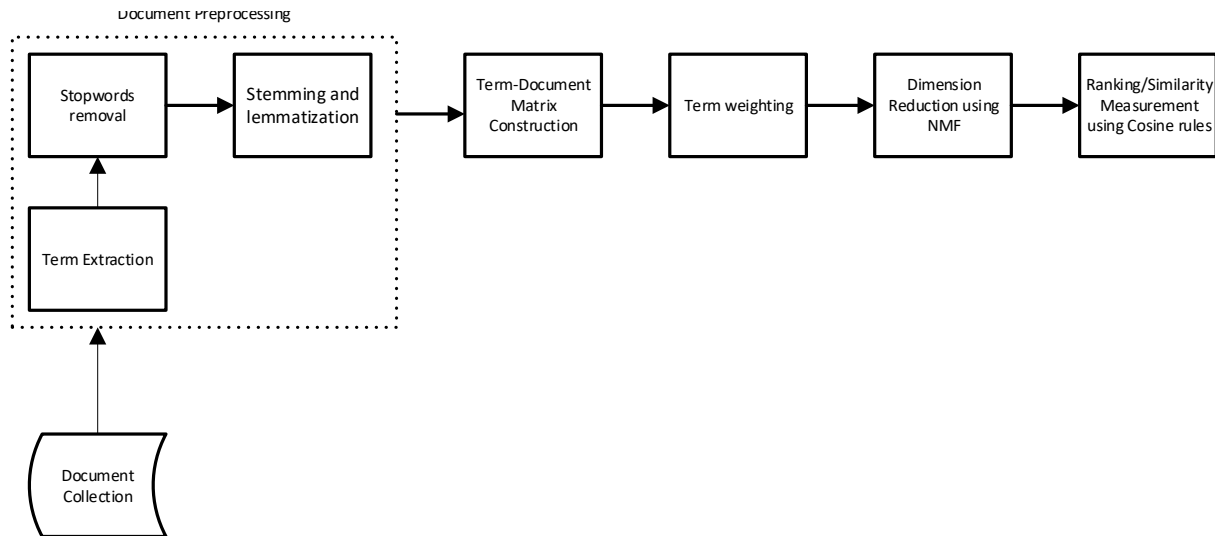 Document Preprocessing
Stopwords
removal
Stemming and
lemmatization
Term-Document
Matrix
Construction
Term weighting
Dimension
Reduction using
NMF
Ranking/Similarity
Measurement
using Cosine rules
Term Extraction
Document
Collection